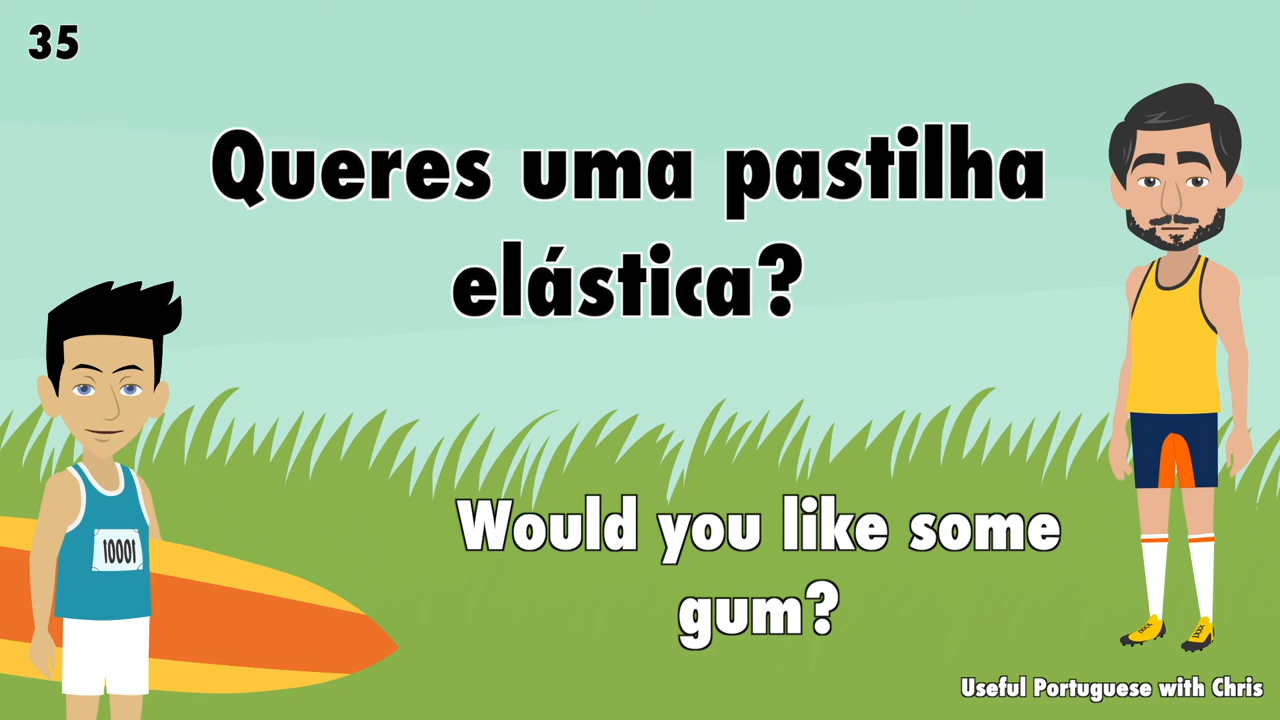 35
Queres uma pastilha
elástica?
10001
Would you like some
gum?
Useful Portuguese with Chris